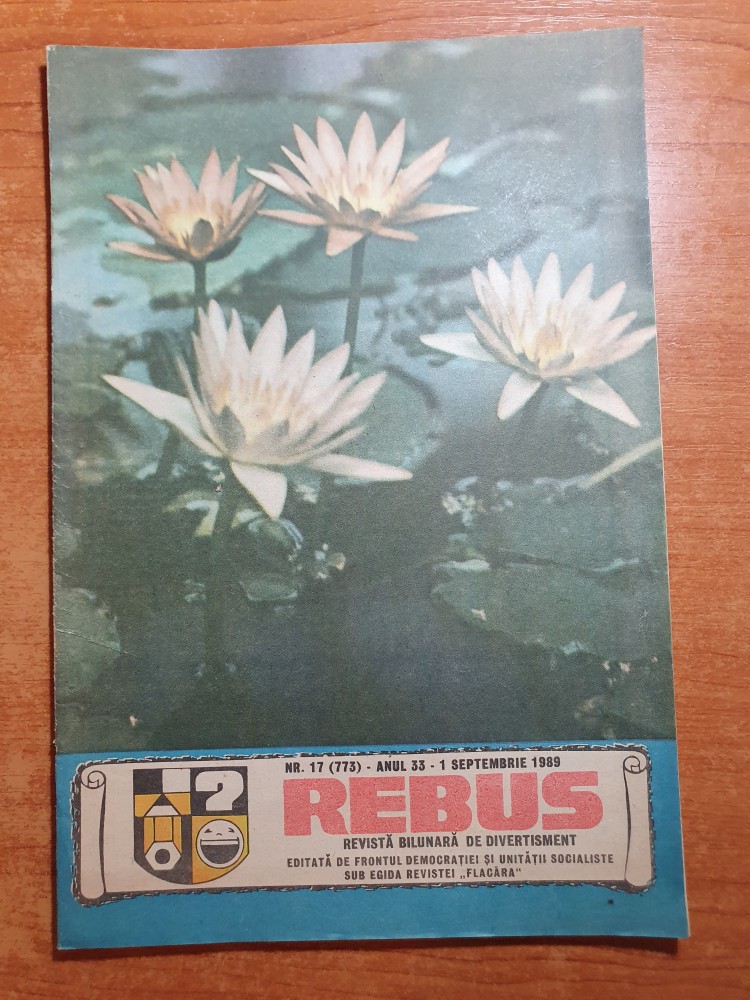 NR. 17 (773) - ANUL 33 - 1 SEPTEMBRIE 1989
REBUS
REVISTĂ BILUNARĂ DE DIVERTISMENT
EDITATĂ DE FRONTUL DEMOCRAȚIEI ȘI UNITĂȚII SOCIALISTE
SUB EGIDA REVISTEI „FLACĂRA"
?